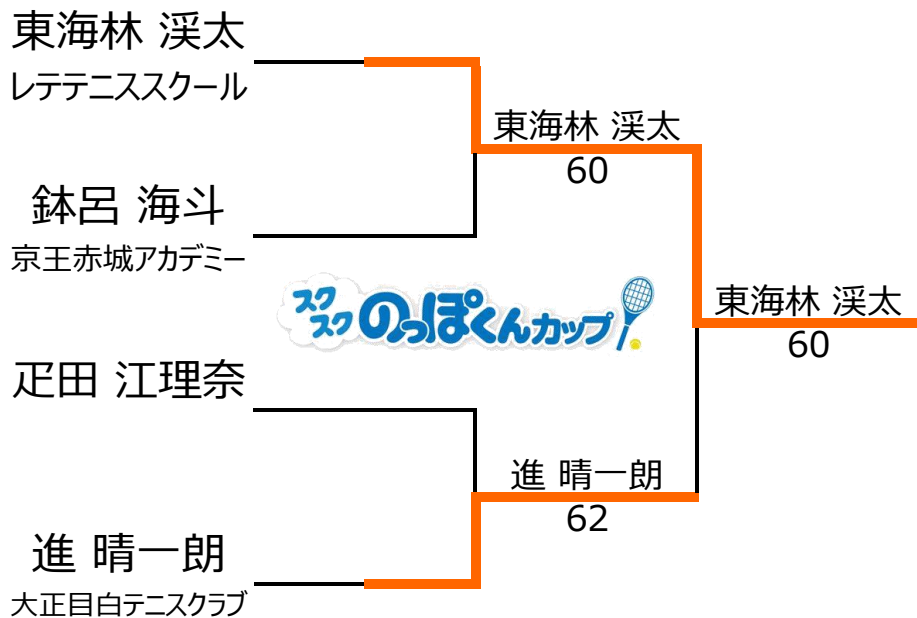 東海林 渓太
レテテニススクール
東海林 渓太
60
鉢呂 海斗
京王赤城アカデミー
スクスクのっぽくんカップ
東海林 渓太
60
疋田 江理奈
進 晴一朗
62
進 晴一朗
大正目白テニスクラブ